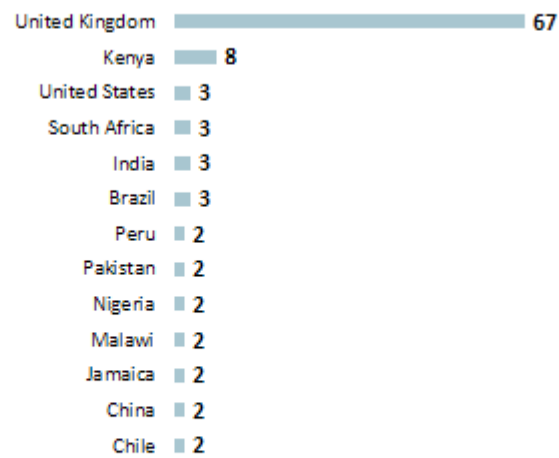 United Kingdom 67
Kenya 8
United States 3
South Africa 3
India 3
Brazil 3
Peru 2
Pakistan 2
Nigeria 2
Malawi 2
Jamaica 2
China 2
Chile 2